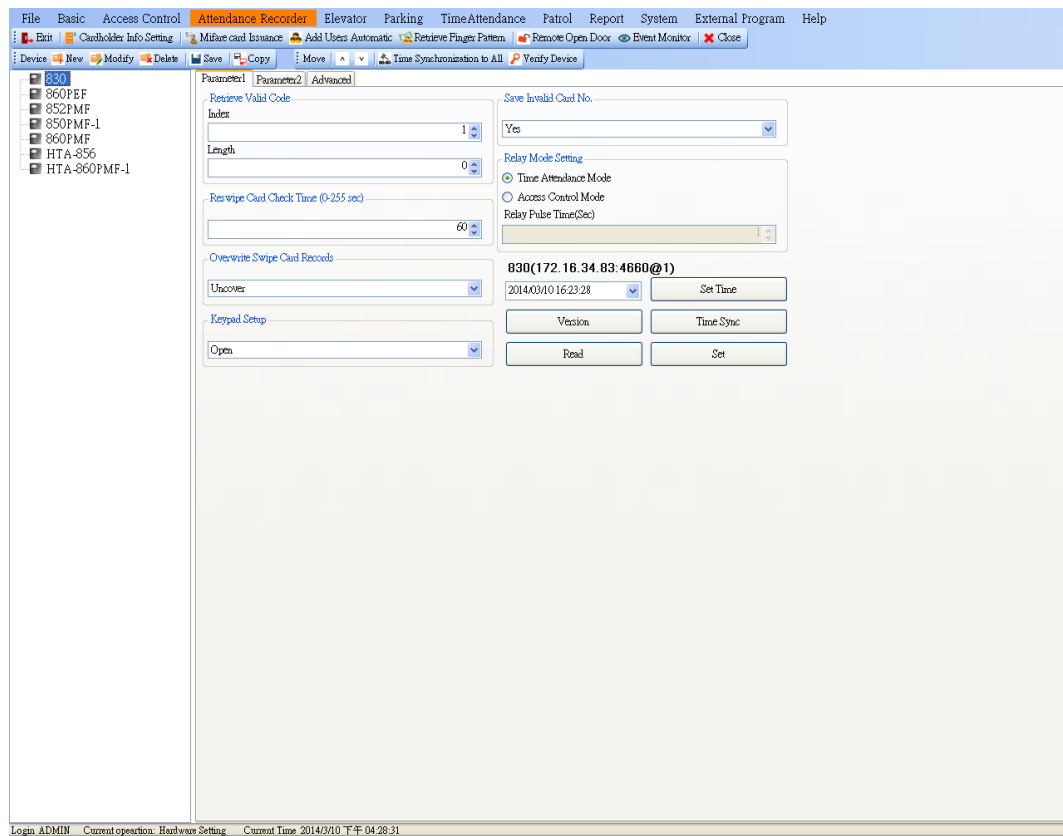 File Basic Access Control Attendance Recorder Elevator Parking TimeAttendance Patrol Report System External Program Help
Exit Cardholder Info Setting Mifare card Issuance Add Users Automatic Retrieve Finger Pattern Remote Open Door Event Monitor Close
Device New Modify Delete Save Copy Move Time Synchronization to All Verify Device
830
860PEF
852PMF
850PMF-1
860PMF
HTA-856
HTA-860PMF-1
Parameter1 Parameter2 Advanced
Retrieve Valid Code
Index
1
Length
0
Reswipe Card Check Time (0-255 sec)
60
Overwrite Swipe Card Records
Uncover
Keypad Setup
Open
Save Invalid Card No.
Yes
Relay Mode Setting
Time Attendance Mode
Access Control Mode
Relay Pulse Time(Sec)
1
830(172.16.34.83:4660@1)
2014/03/10 16:23:28 Set Time
Version Time Sync
Read Set
Login ADMIN Current opeartion: Hardware Setting Current Time 2014/3/10 下午 04:28:31